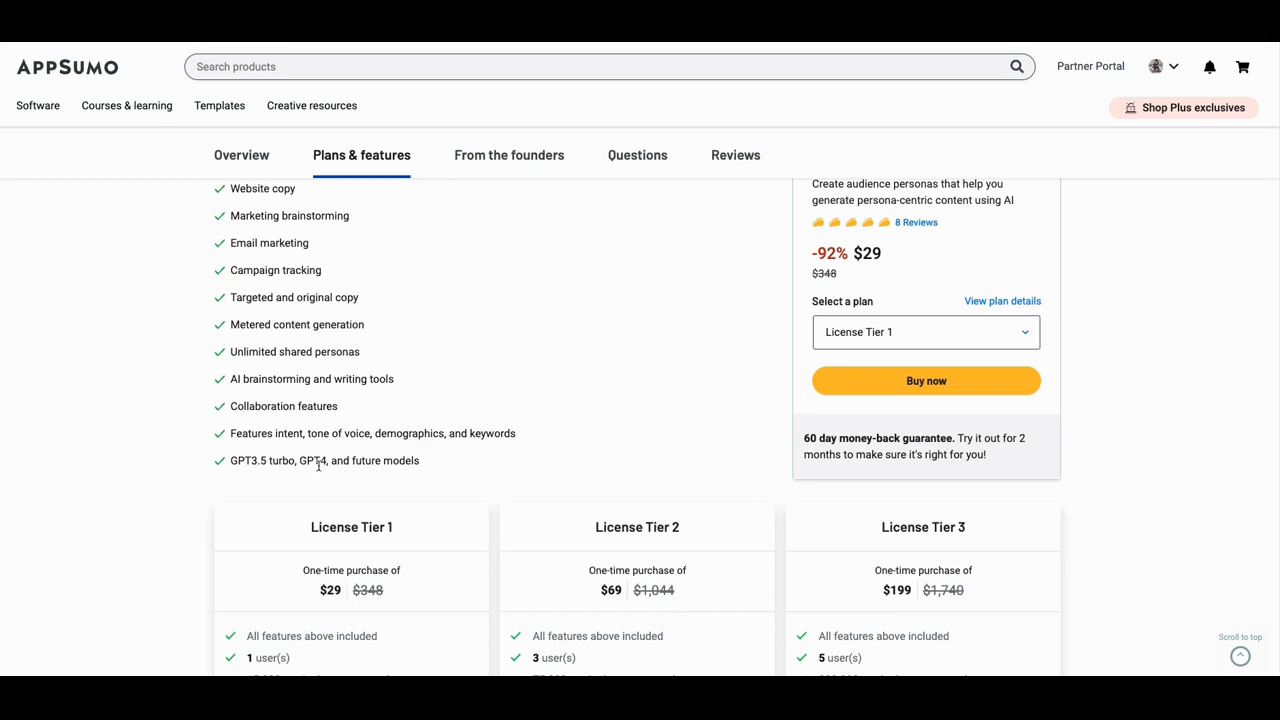 APPSUMO
Search products
Partner Portal
Software
Courses & learning
Templates
Creative resources
Shop Plus exclusives
Overview
Plans & features
From the founders
Questions
Reviews
Website copy
Marketing brainstorming
Email marketing
Campaign tracking
Targeted and original copy
Metered content generation
Unlimited shared personas
AI brainstorming and writing tools
Collaboration features
Features intent, tone of voice, demographics, and keywords
GPT3.5 turbo, GPT4, and future models
Create audience personas that help you
generate persona-centric content using AI
8 Reviews
-92% $29
$348
Select a plan
View plan details
License Tier 1
Buy now
60 day money-back guarantee. Try it out for 2
months to make sure it's right for you!
License Tier 1
One-time purchase of
$29 $348
All features above included
1 user(s)
License Tier 2
One-time purchase of
$69 $1,044
All features above included
3 user(s)
License Tier 3
One-time purchase of
$199 $1,740
All features above included
5 user(s)
Scroll to top